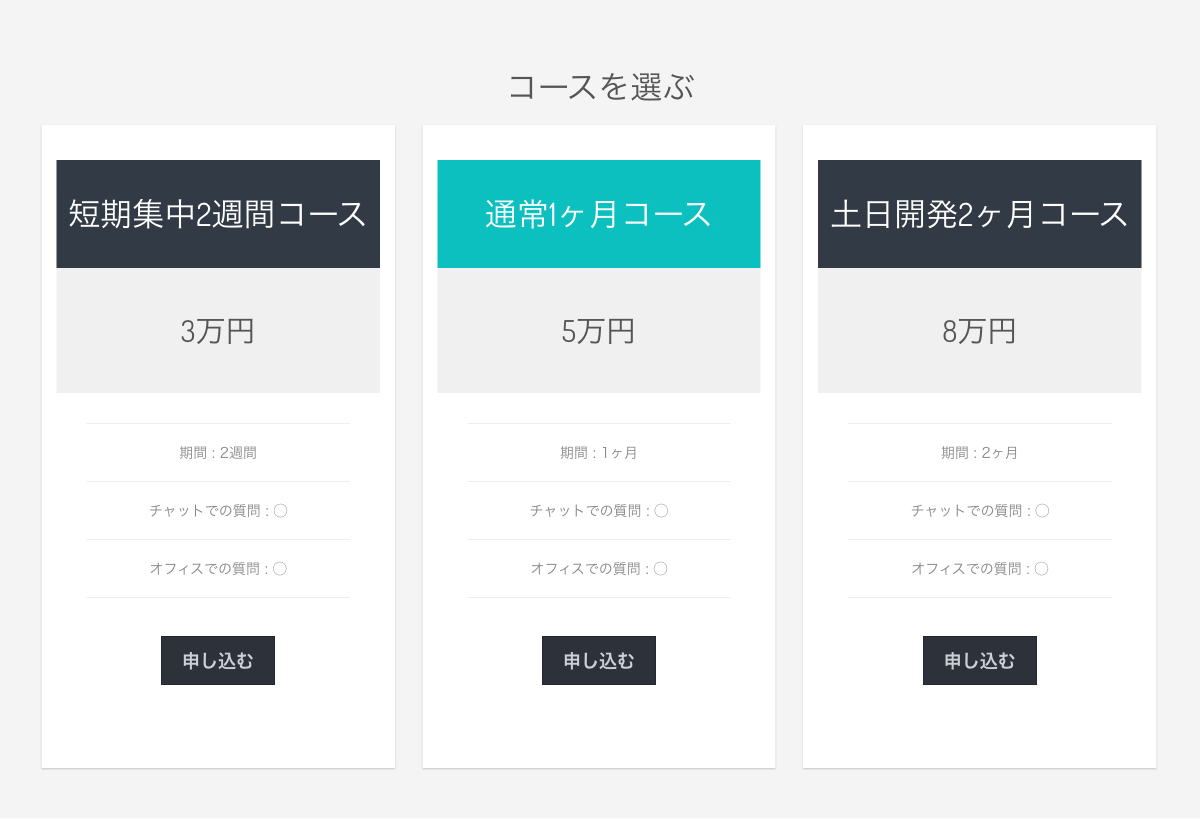 コースを選ぶ
短期集中2週間コース
3万円
期間 : 2週間
チャットでの質問 : ◯
オフィスでの質問 : ◯
申し込む
通常1ヶ月コース
5万円
期間 : 1ヶ月
チャットでの質問 : ◯
オフィスでの質問 : ◯
申し込む
土日開発2ヶ月コース
8万円
期間 : 2ヶ月
チャットでの質問 : ◯
オフィスでの質問 : ◯
申し込む